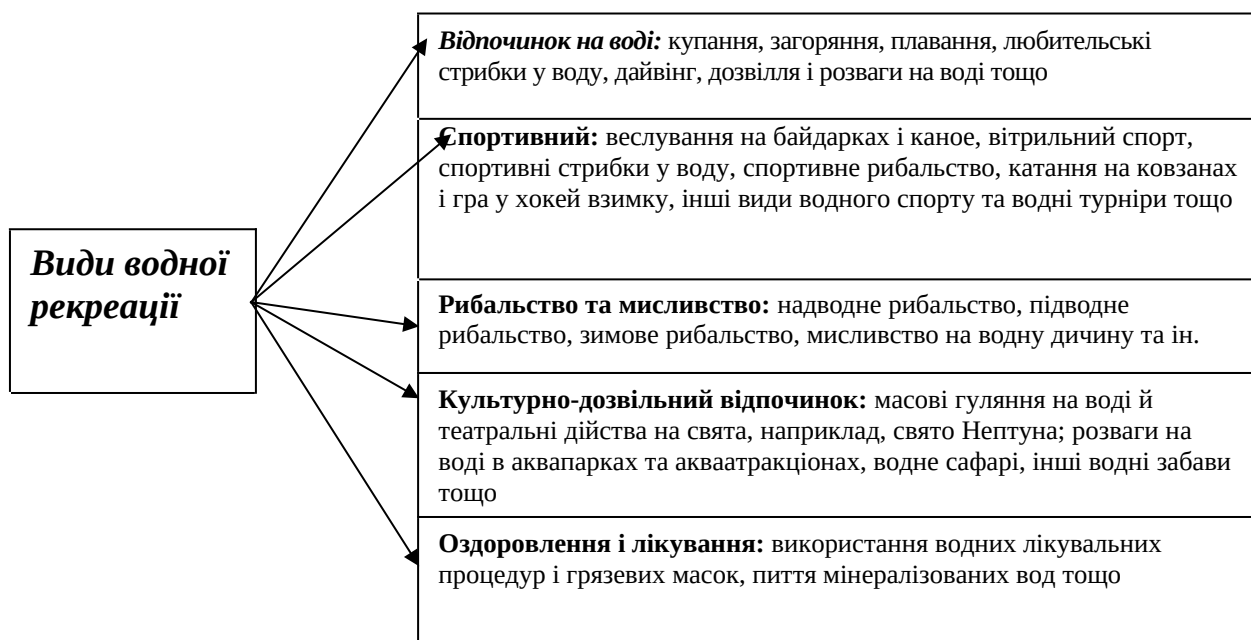 Види водної
рекреації
Відпочинок на воді: купання, загоряння, плавання, любительські
стрибки у воду, дайвінг, дозвілля і розваги на воді тощо
Спортивний: веслування на байдарках і каное, вітрильний спорт,
спортивні стрибки у воду, спортивне рибальство, катання на ковзанах
і гра у хокей взимку, інші види водного спорту та водні турніри тощо
Рибальство та мисливство: надводне рибальство, підводне
рибальство, зимове рибальство, мисливство на водну дичину та ін.
Культурно-дозвільний відпочинок: масові гуляння на воді й
театральні дійства на свята, наприклад, свято Нептуна; розваги на
воді в аквапарках та акваатракціонах, водне сафарі, інші водні забави
тощо
Оздоровлення і лікування: використання водних лікувальних
процедур і грязевих масок, пиття мінералізованих вод тощо